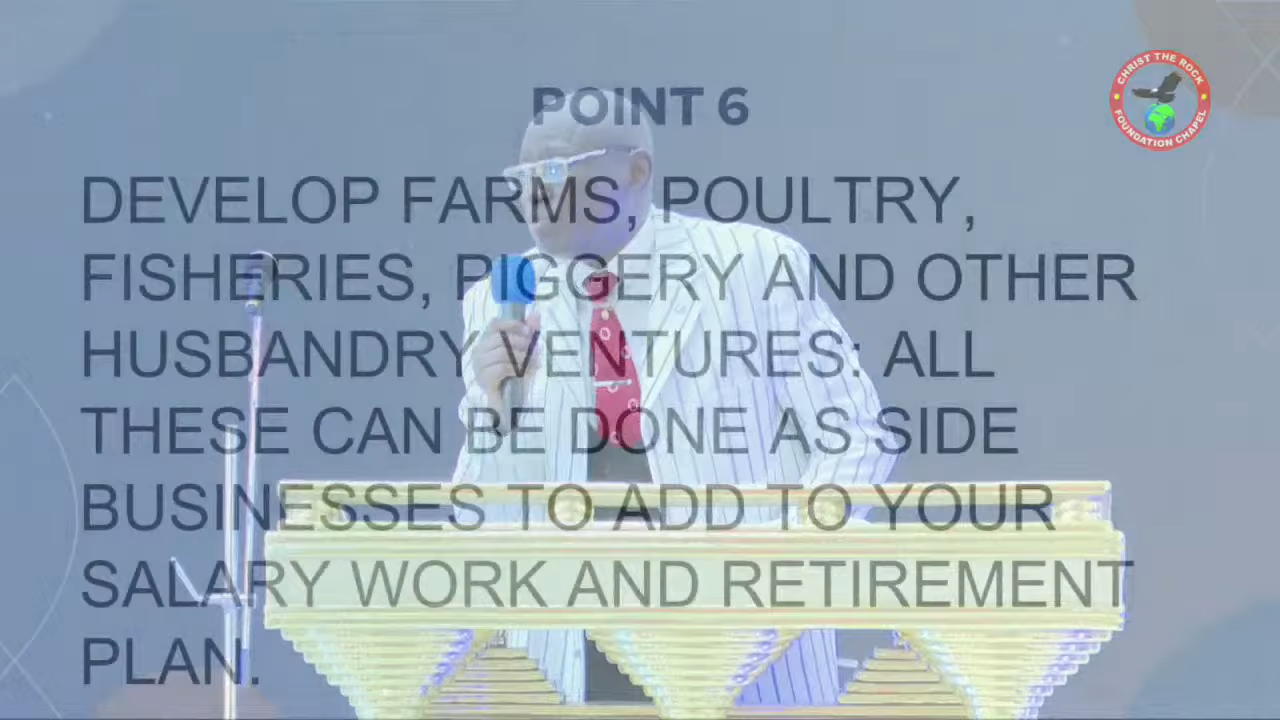 CHRIST THE ROCK
FOUNDATION CHAPEL
POINT 6
DEVELOP FARMS, POULTRY,
FISHERIES, PIGGERY AND OTHER
HUSBANDRY VENTURES: ALL
THESE CAN BE DONE AS SIDE
BUSINESSES TO ADD TO YOUR
SALARY WORK AND RETIREMENT
PLAN.